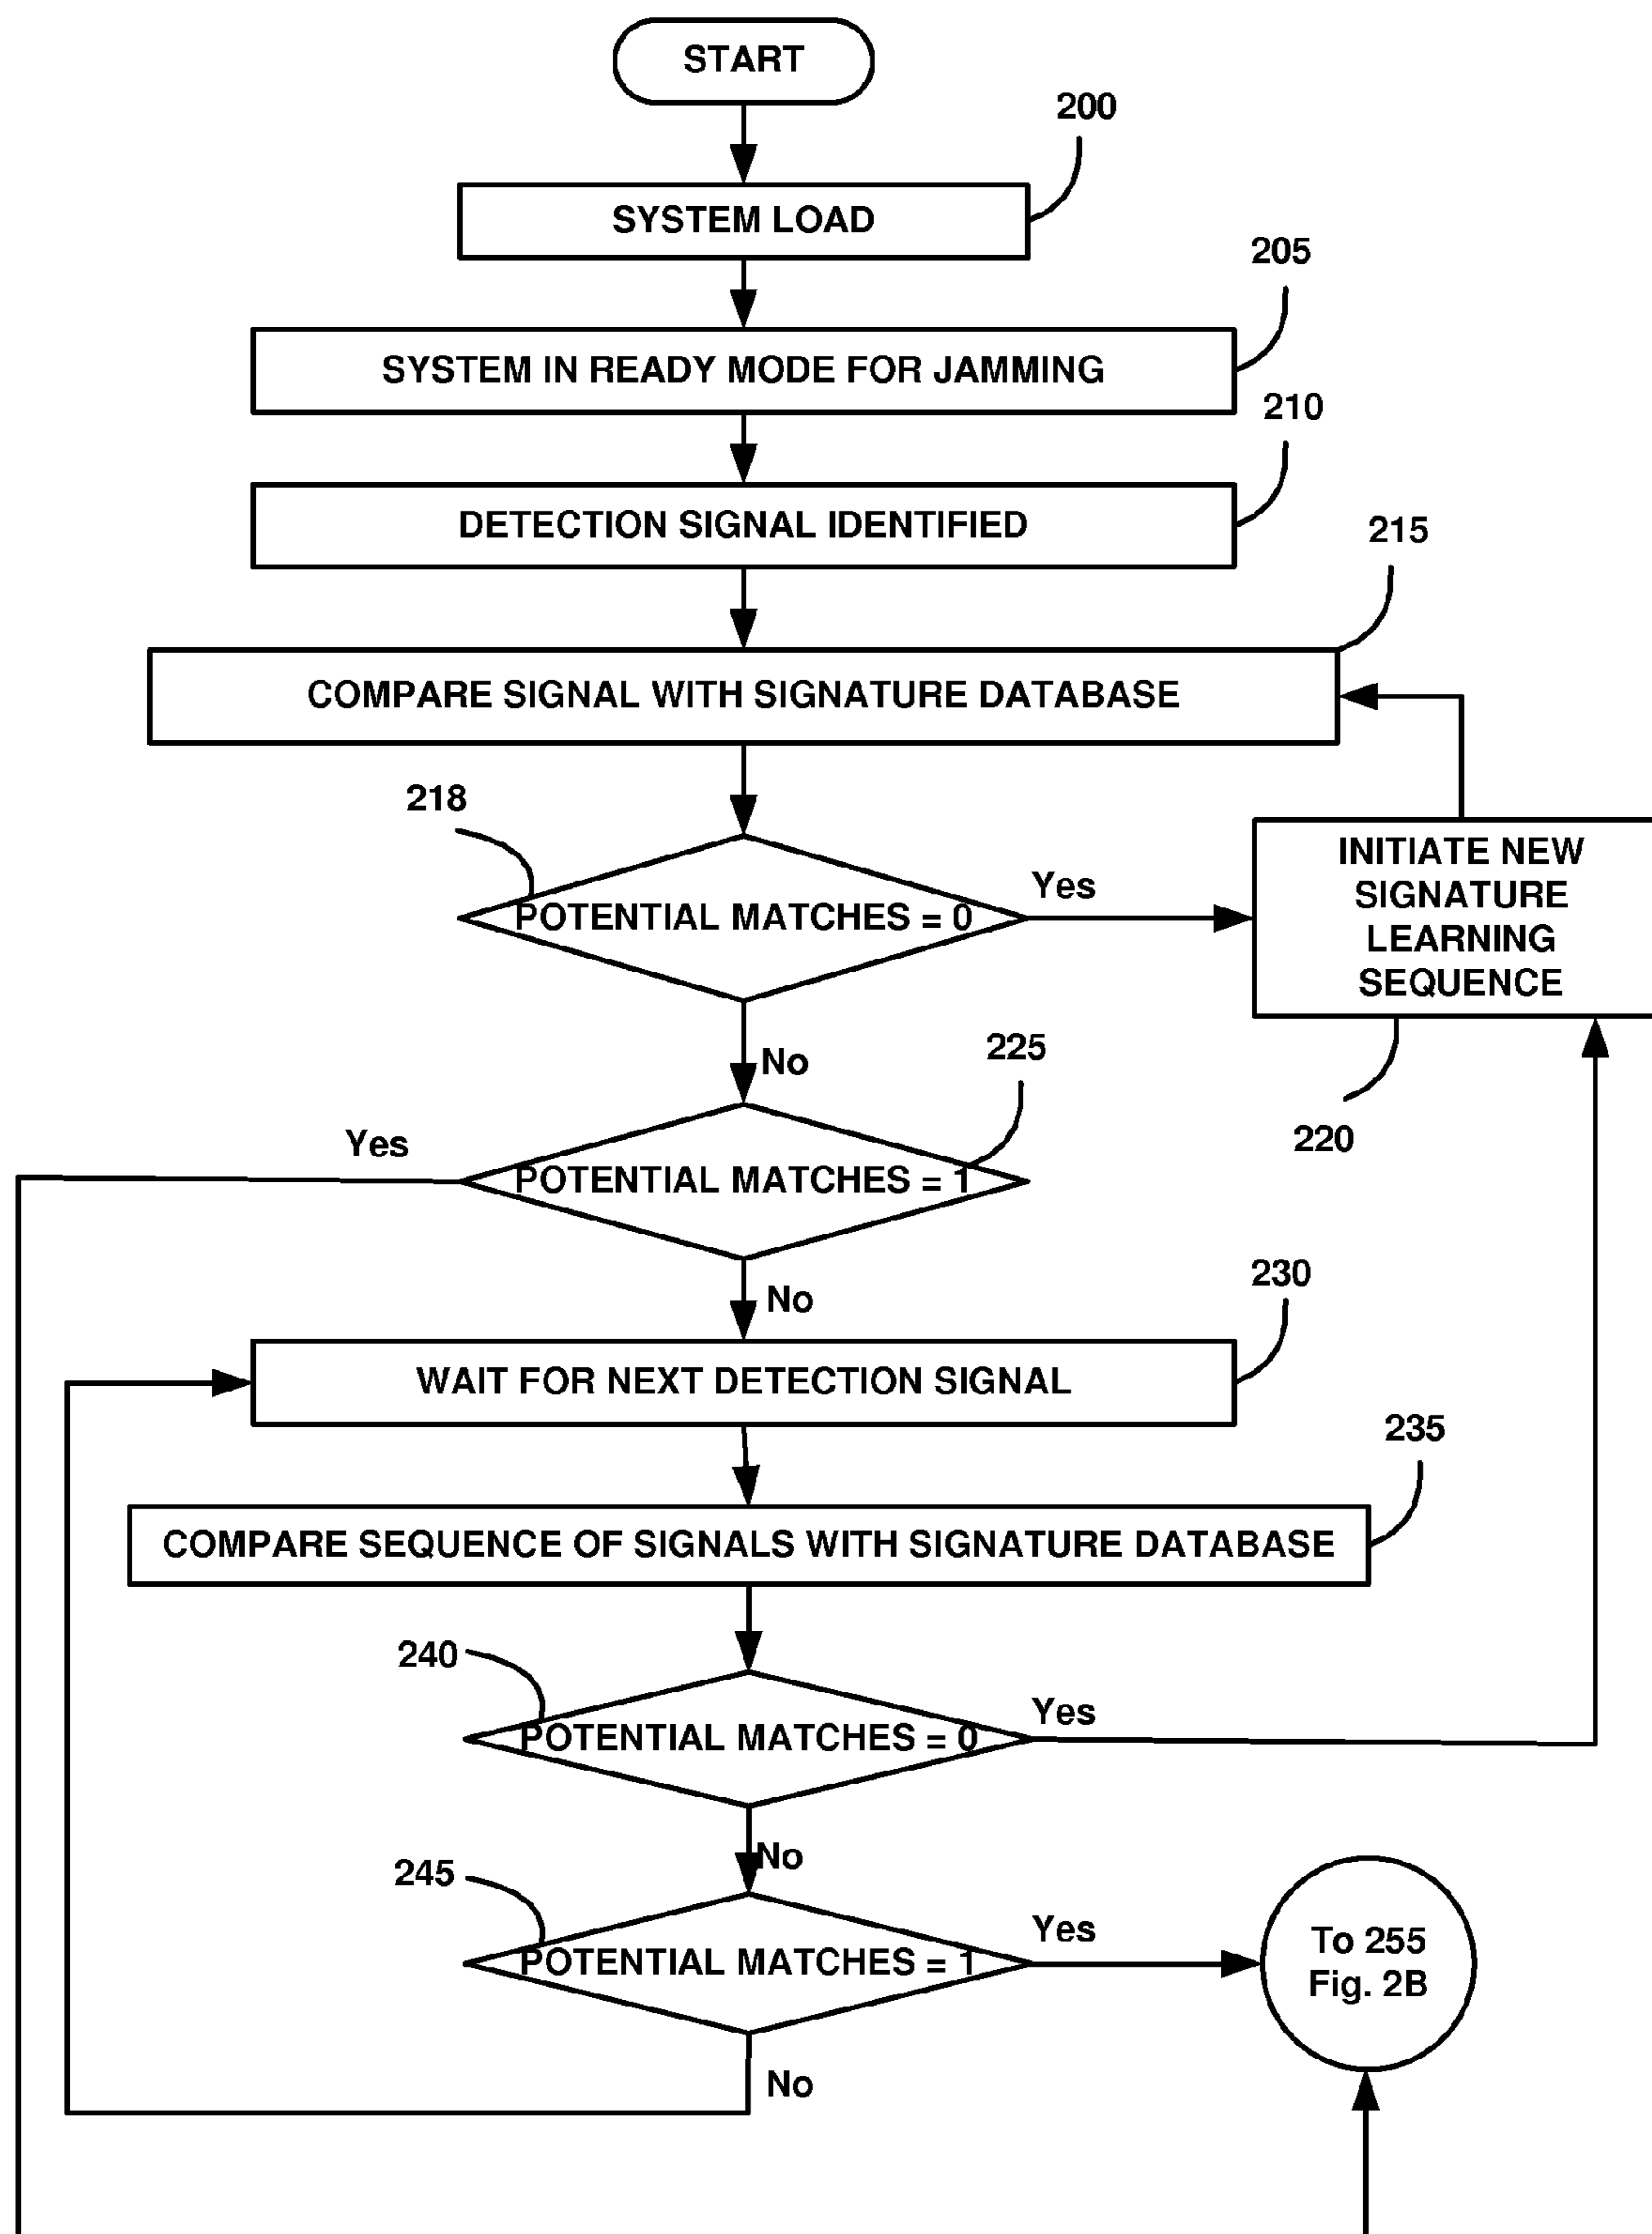 START
200
SYSTEM LOAD
205
SYSTEM IN READY MODE FOR JAMMING
210
DETECTION SIGNAL IDENTIFIED
215
COMPARE SIGNAL WITH SIGNATURE DATABASE
218
POTENTIAL MATCHES = 0
Yes
INITIATE NEW
SIGNATURE
LEARNING
SEQUENCE
220
No
225
Yes
POTENTIAL MATCHES = 1
No
230
WAIT FOR NEXT DETECTION SIGNAL
235
COMPARE SEQUENCE OF SIGNALS WITH SIGNATURE DATABASE
240
POTENTIAL MATCHES = 0
Yes
No
245
POTENTIAL MATCHES = 1
Yes
To 255
Fig. 2B
No